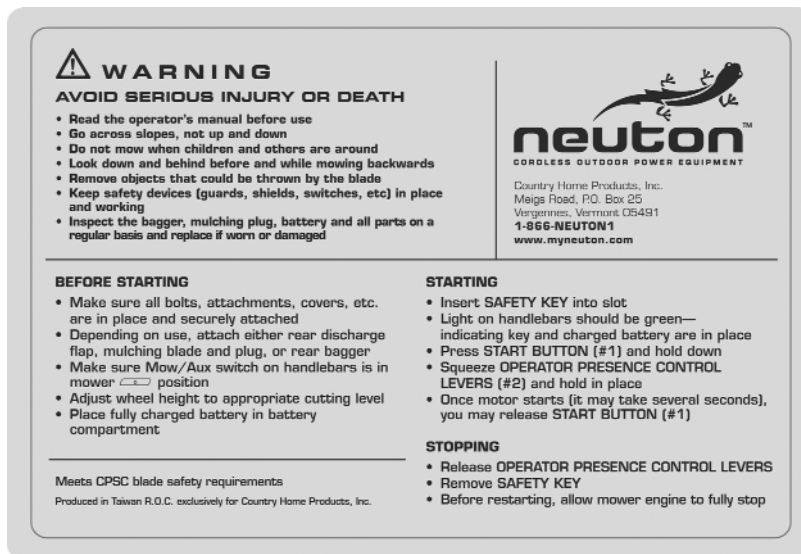 ⚠ WARNING
AVOID SERIOUS INJURY OR DEATH
• Read the operator's manual before use
• Go across slopes, not up and down
• Do not mow when children and others are around
• Look down and behind before and while mowing backwards
• Remove objects that could be thrown by the blade
• Keep safety devices (guards, shields, switches, etc) in place
and working
• Inspect the bagger, mulching plug, battery and all parts on a
regular basis and replace if worn or damaged
neuton™
CORDLESS OUTDOOR POWER EQUIPMENT
Country Home Products, Inc.
Meigs Road, P.O. Box 25
Vergennes, Vermont 05491
1-866-NEUTON1
www.myneuton.com
BEFORE STARTING
• Make sure all bolts, attachments, covers, etc.
are in place and securely attached
• Depending on use, attach either rear discharge
flap, mulching blade and plug, or rear bagger
• Make sure Mow/Aux switch on handlebars is in
mower position
• Adjust wheel height to appropriate cutting level
• Place fully charged battery in battery
compartment
Meets CPSC blade safety requirements
Produced in Taiwan R.O.C. exclusively for Country Home Products, Inc.
STARTING
• Insert SAFETY KEY into slot
• Light on handlebars should be green—
indicating key and charged battery are in place
• Press START BUTTON (#1) and hold down
• Squeeze OPERATOR PRESENCE CONTROL
LEVERS (#2) and hold in place
• Once motor starts (it may take several seconds),
you may release START BUTTON (#1)
STOPPING
• Release OPERATOR PRESENCE CONTROL LEVERS
• Remove SAFETY KEY
• Before restarting, allow mower engine to fully stop